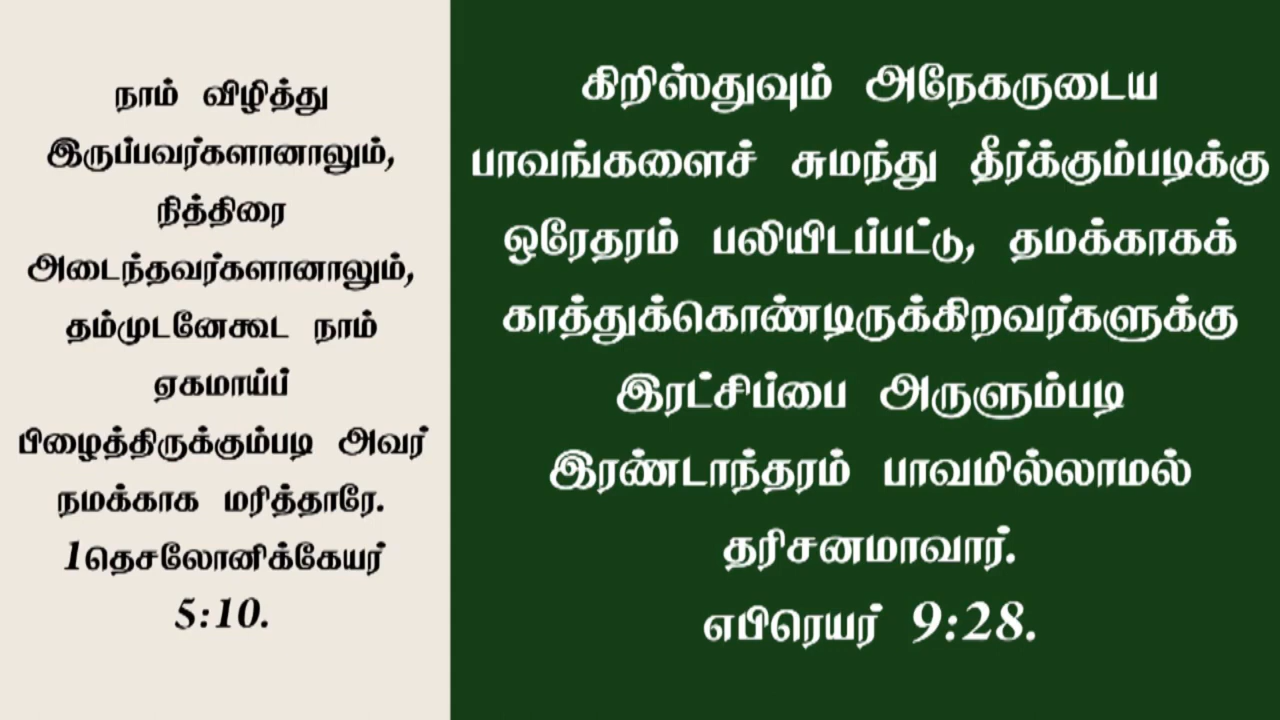 நாம் விழித்து
இருப்பவர்களானாலும்,
நித்திரை
அடைந்தவர்களானாலும்,
தம்முடனேகூட நாம்
ஏகமாய்ப்
பிழைத்திருக்கும்படி அவர்
நமக்காக மரித்தாரே.
1தெசலோனிக்கேயர்
5:10.
கிறிஸ்துவும் அநேகருடைய
பாவங்களைச் சுமந்து தீர்க்கும்படிக்கு
ஒரேதரம் பலியிடப்பட்டு, தமக்காகக்
காத்துக்கொண்டிருக்கிறவர்களுக்கு
இரட்சிப்பை அருளும்படி
இரண்டாந்தரம் பாவமில்லாமல்
தரிசனமாவார்.
எபிரெயர் 9:28.